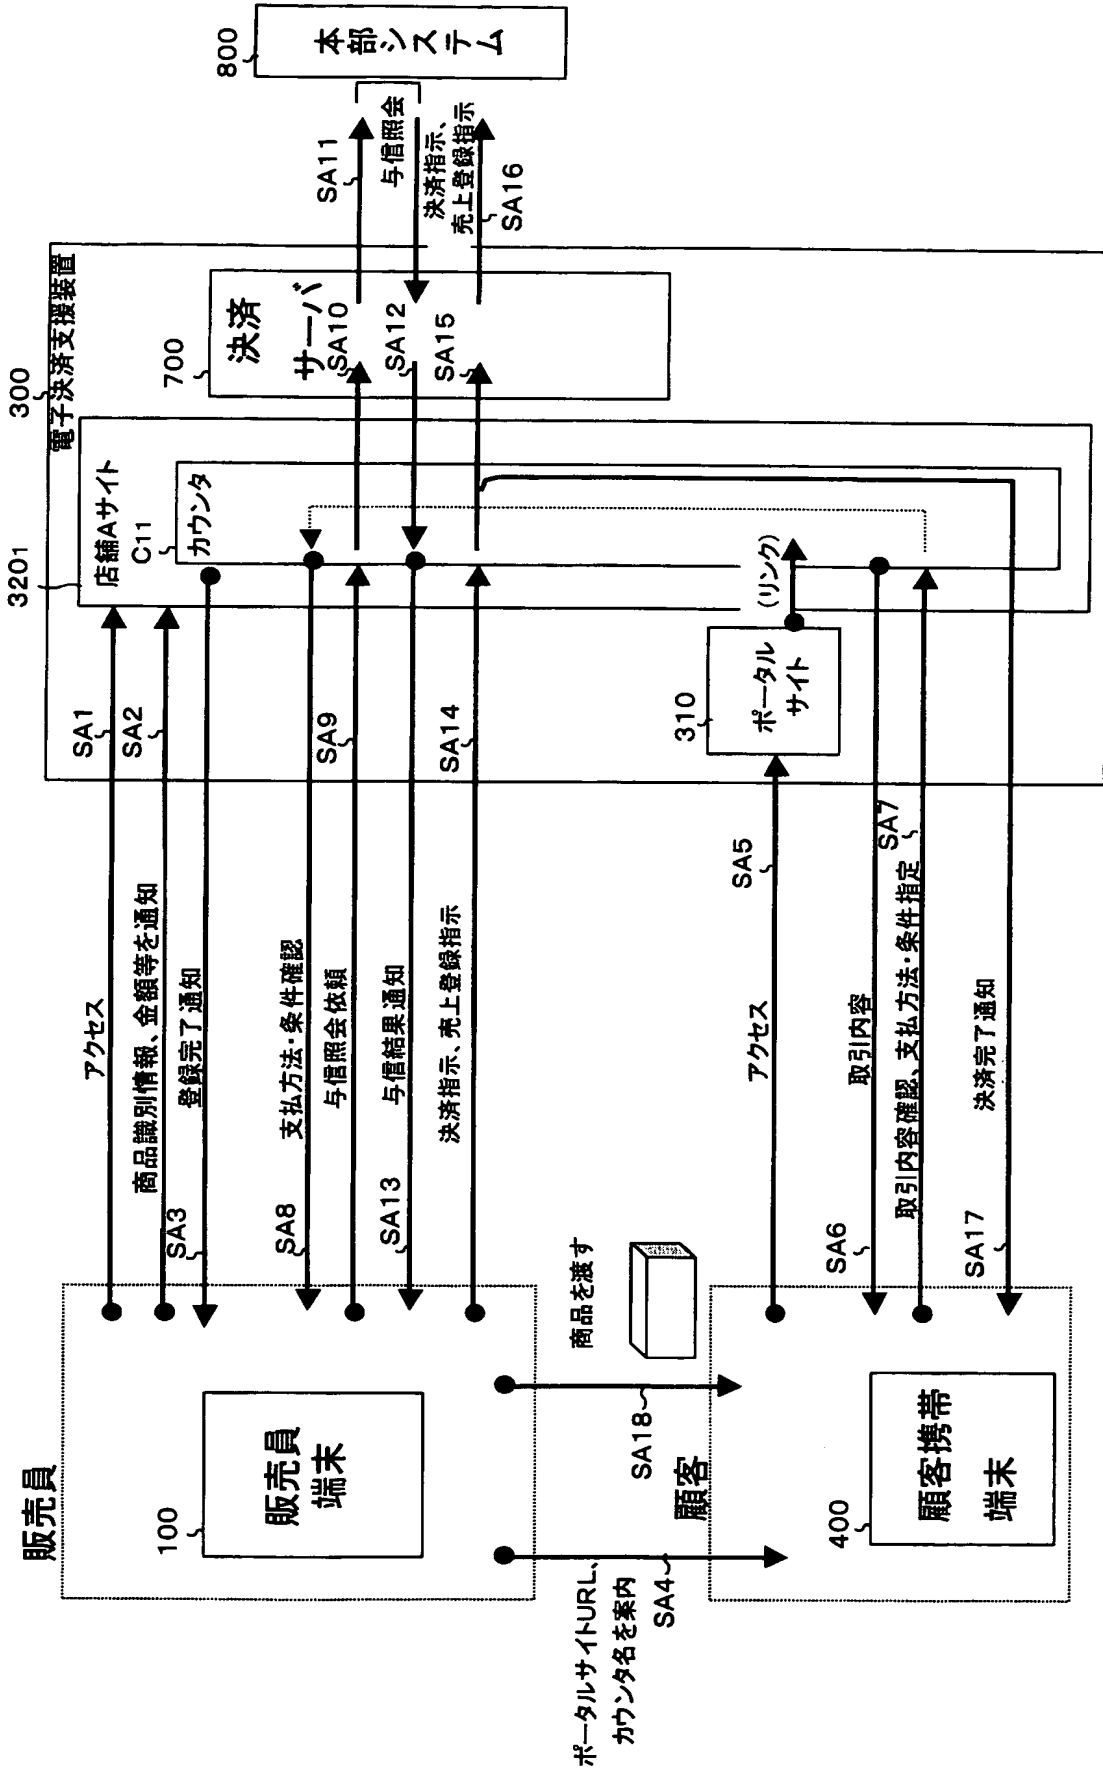 販売員
100
販売員
端末
ポータルサイトURL、
カウンタ名を案内
SA4
SA18
商品を渡す
顧客
400
顧客携帯
端末
アクセス
SA1
商品識別情報、金額等を通知
SA2
登録完了通知
SA3
支払方法・条件確認
SA8
与信照会依頼
SA9
与信結果通知
SA13
決済指示、売上登録指示
SA14
アクセス
SA5
取引内容
SA6
取引内容確認、支払方法・条件指定
SA7
決済完了通知
SA17
300
電子決済支援装置
3201
店舗Aサイト
C11
カウンタ
310
ポータル
サイト
(リンク)
700
決済
サーバ
SA10
SA12
SA15
SA11
与信照会
決済指示、
売上登録指示
SA16
800
本部システム